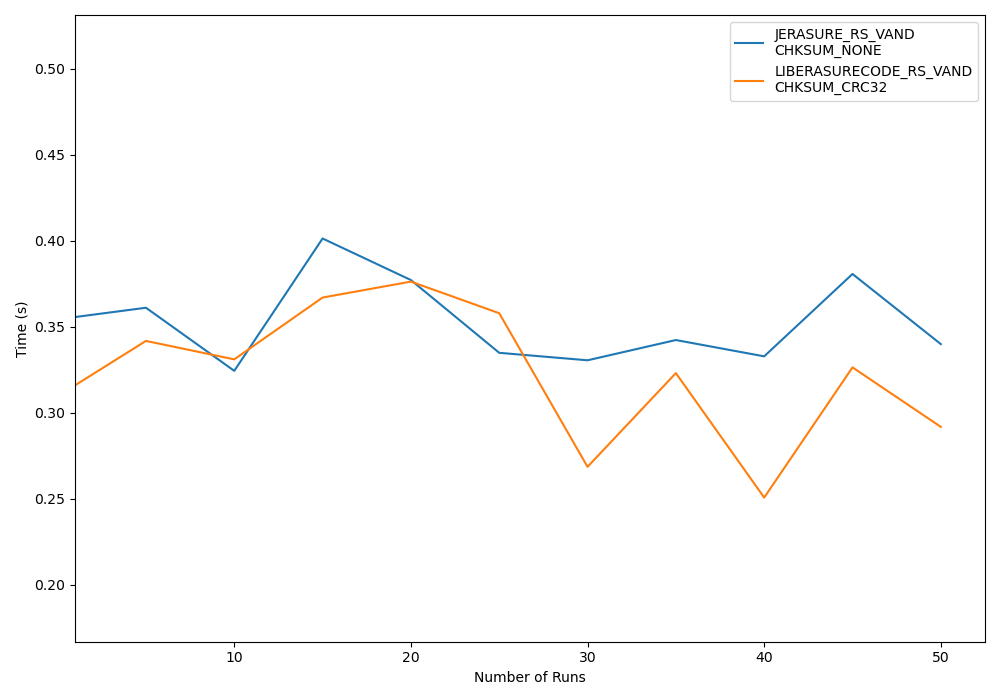 JERASURE_RS_VAND
CHKSUM_NONE
LIBERASURECODE_RS_VAND
CHKSUM_CRC32
0.50
0.45
0.40
0.35
0.30
0.25
0.20
Time (s)
10 20 30 40 50
Number of Runs